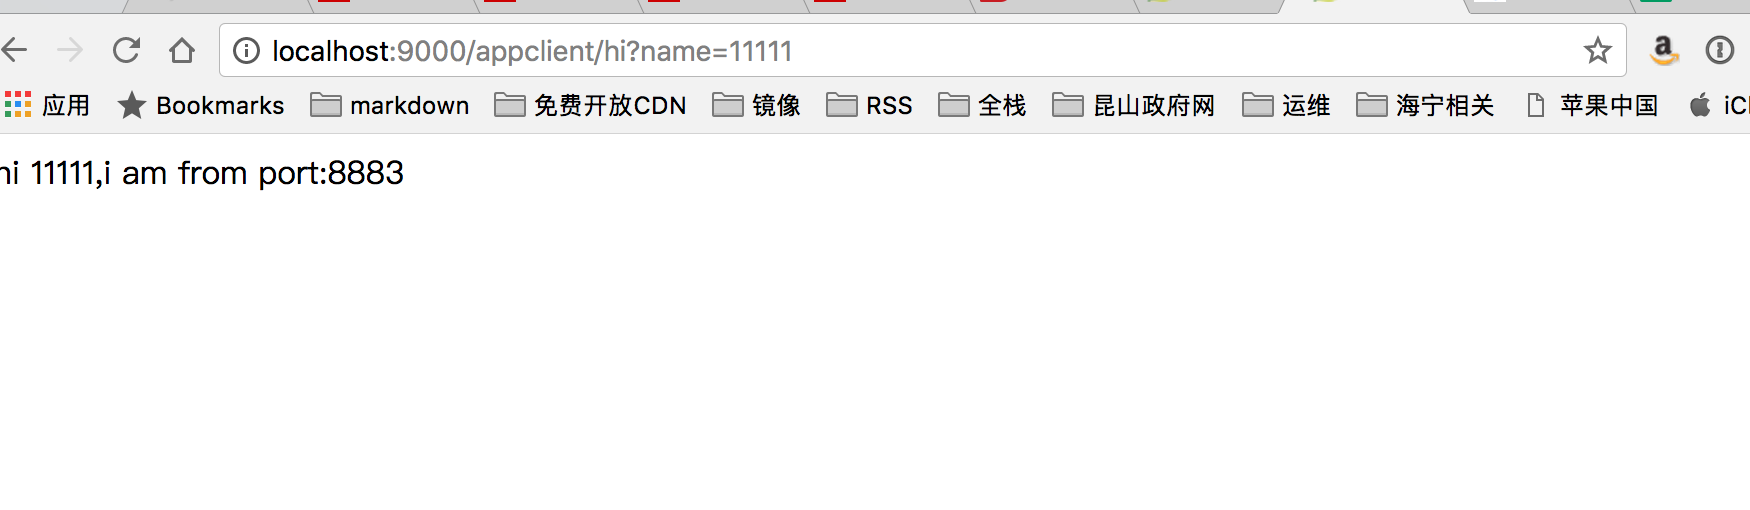 localhost:9000/appclient/hi?name=11111
应用 Bookmarks markdown 免费开放CDN 镜像 RSS 全栈 昆山政府网 运维 海宁相关 苹果中国
hi 11111,i am from port:8883